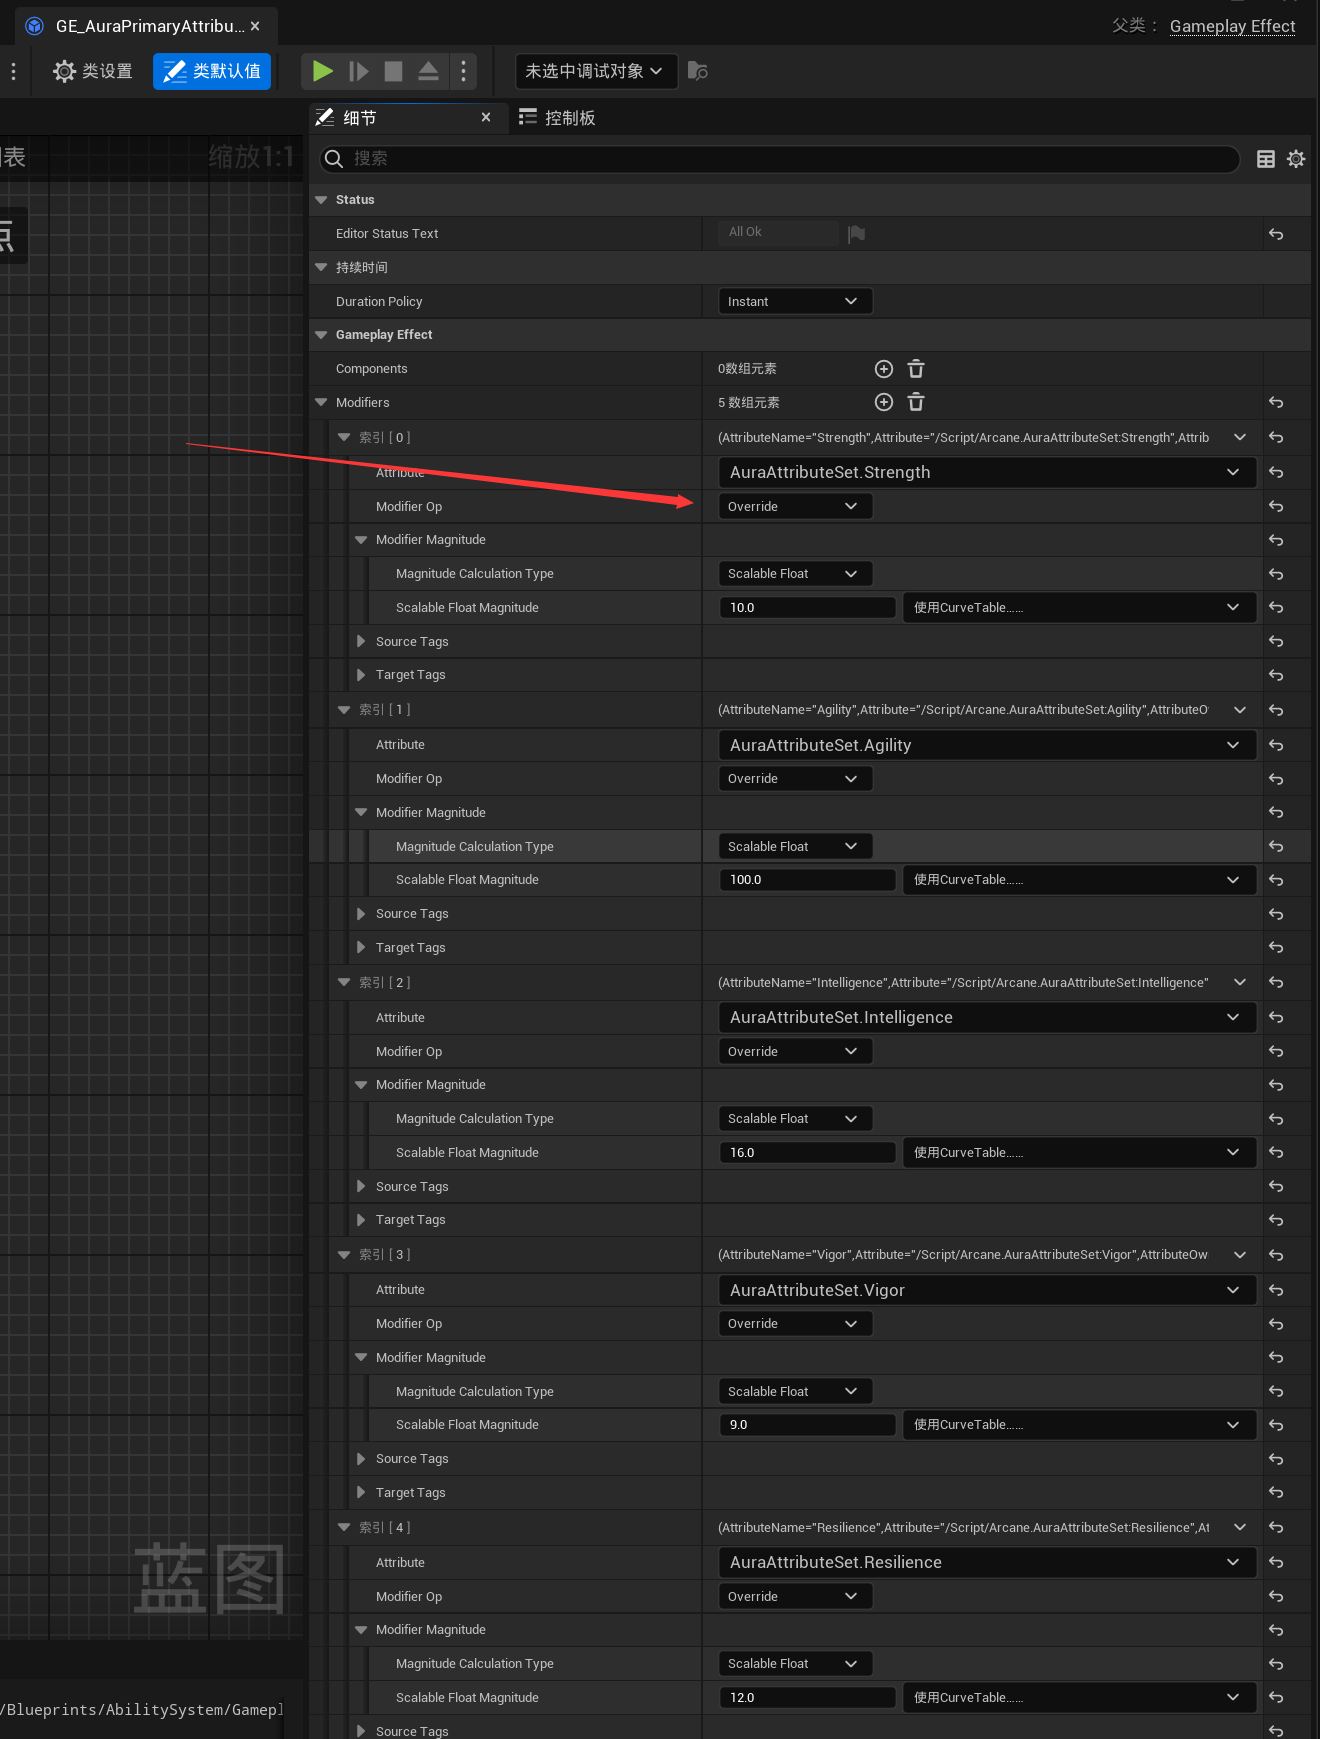 GE_AuraPrimaryAttribu...
父类： Gameplay Effect
类设置
类默认值
未选中调试对象
细节
控制板
表
缩放1:1
搜索
点
Status
Editor Status Text
All Ok
持续时间
Duration Policy
Instant
Gameplay Effect
Components
0数组元素
Modifiers
5 数组元素
索引 [ 0 ]
(AttributeName="Strength",Attribute="/Script/Arcane.AuraAttributeSet:Strength",Attrib
Attribute
AuraAttributeSet.Strength
Modifier Op
Override
Modifier Magnitude
Magnitude Calculation Type
Scalable Float
Scalable Float Magnitude
10.0
使用CurveTable......
Source Tags
Target Tags
索引 [ 1 ]
(AttributeName="Agility",Attribute="/Script/Arcane.AuraAttributeSet:Agility",AttributeO
Attribute
AuraAttributeSet.Agility
Modifier Op
Override
Modifier Magnitude
Magnitude Calculation Type
Scalable Float
Scalable Float Magnitude
100.0
使用CurveTable......
Source Tags
Target Tags
索引 [ 2 ]
(AttributeName="Intelligence",Attribute="/Script/Arcane.AuraAttributeSet:Intelligence"
Attribute
AuraAttributeSet.Intelligence
Modifier Op
Override
Modifier Magnitude
Magnitude Calculation Type
Scalable Float
Scalable Float Magnitude
16.0
使用CurveTable......
Source Tags
Target Tags
索引 [ 3 ]
(AttributeName="Vigor",Attribute="/Script/Arcane.AuraAttributeSet:Vigor",AttributeOw
Attribute
AuraAttributeSet.Vigor
Modifier Op
Override
Modifier Magnitude
Magnitude Calculation Type
Scalable Float
Scalable Float Magnitude
9.0
使用CurveTable......
Source Tags
Target Tags
索引 [ 4 ]
(AttributeName="Resilience",Attribute="/Script/Arcane.AuraAttributeSet:Resilience",At
Attribute
AuraAttributeSet.Resilience
Modifier Op
Override
Modifier Magnitude
Magnitude Calculation Type
Scalable Float
Scalable Float Magnitude
12.0
使用CurveTable......
Source Tags
蓝图
/Blueprints/AbilitySystem/Gamepl